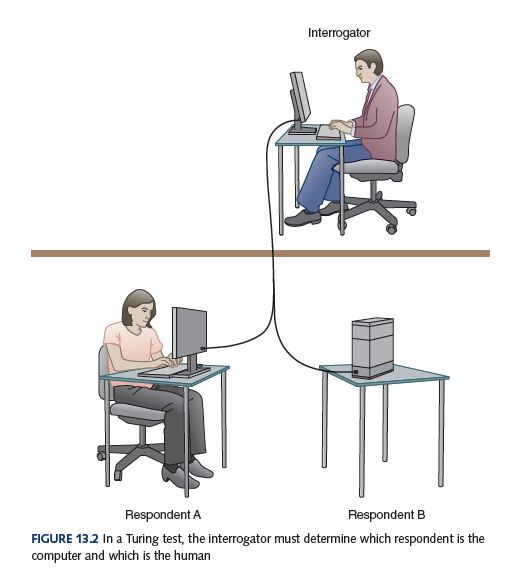 Interrogator
Respondent A
Respondent B
FIGURE 13.2 In a Turing test, the interrogator must determine which respondent is the
computer and which is the human